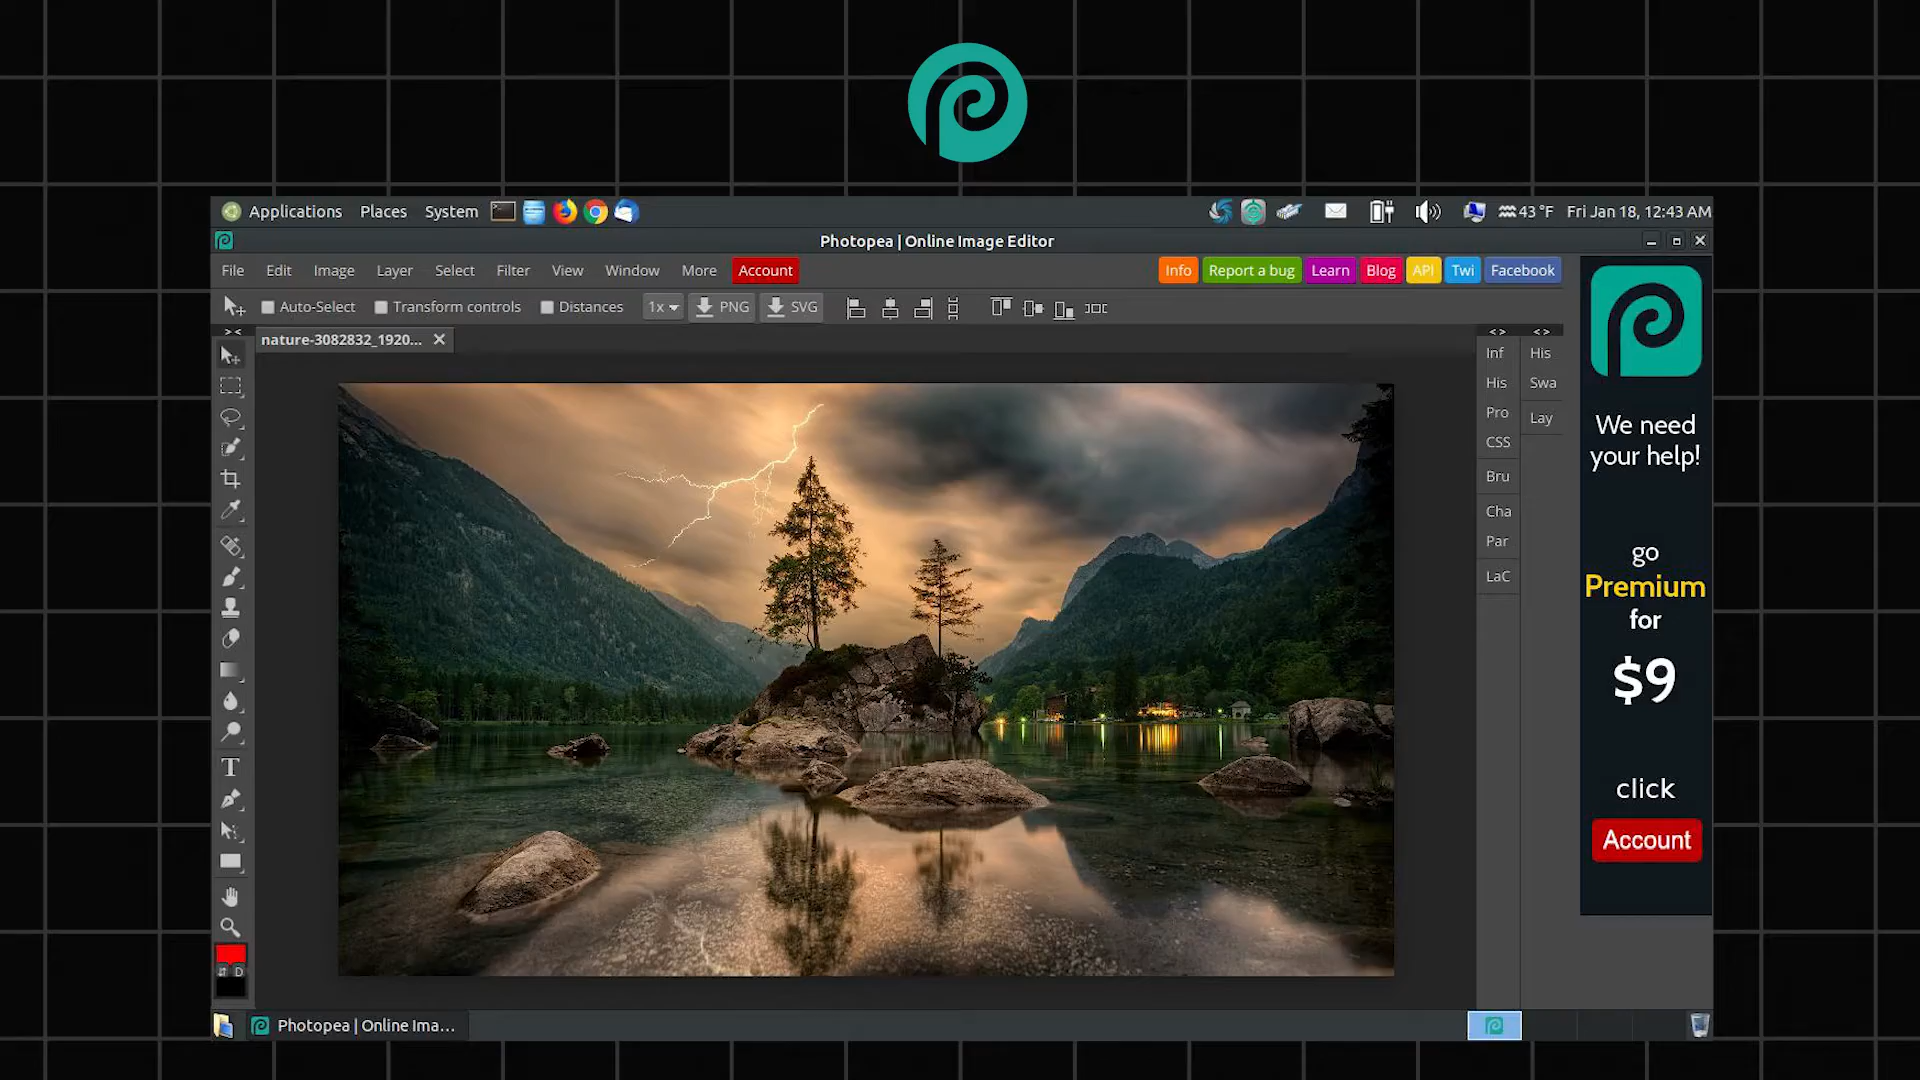 Applications Places System 43 °F Fri Jan 18, 12:43 AM
Photopea | Online Image Editor
File Edit Image Layer Select Filter View Window More Account Info Report a bug Learn Blog API Twi Facebook
Auto-Select Transform controls Distances 1x PNG SVG
nature-3082832_1920...
T
D
< >
Inf
His
Pro
CSS
Bru
Cha
Par
LaC
< >
His
Swa
Lay
We need
your help!
go
Premium
for
$9
click
Account
Photopea | Online Ima...